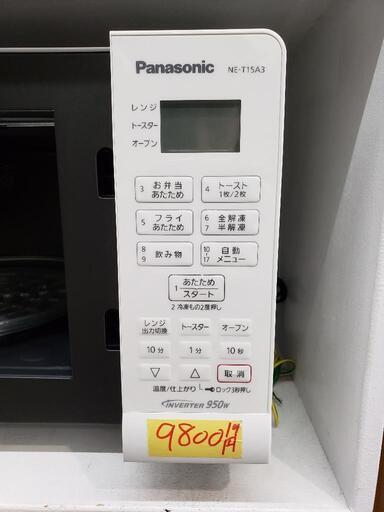 Panasonic
NE-T15A3
レンジ
トースター
オーブン
3 お弁当
あたため
4 トースト
1枚/2枚
5 フライ
あたため
6 全解凍
7 半解凍
8
9 飲み物
10
17 自動
メニュー
1 あたため
スタート
2 冷凍もの2度押し
レンジ
出力切換
トースター
オーブン
10分
1分
10秒
▽
△
取消
温度/仕上がり
ロック3秒押し
INVERTER 950W
9800円